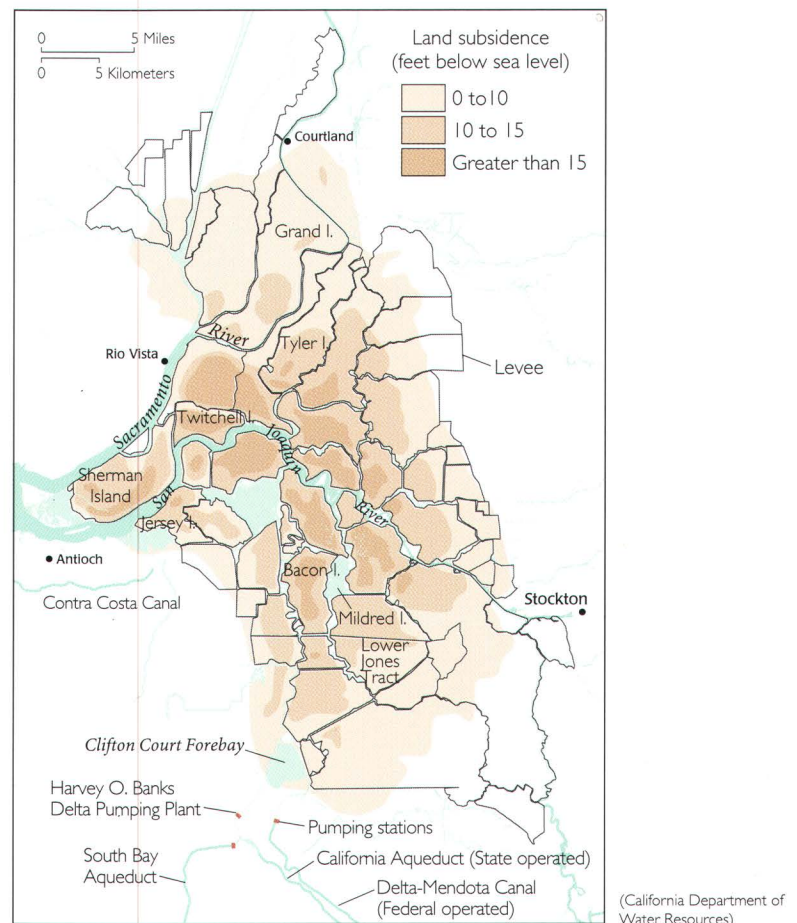 0 5 Miles
0 5 Kilometers
Land subsidence
(feet below sea level)
0 to10
10 to 15
Greater than 15
Courtland
Grand I.
River
Tyler I.
Rio Vista
Levee
Sacramento
Twitchell I.
Joaquin
Sherman
Island
San
Jersey I.
River
Antioch
Bacon I.
Contra Costa Canal
Stockton
Mildred I.
Lower
Jones
Tract
Clifton Court Forebay
Harvey O. Banks
Delta Pumping Plant
Pumping stations
South Bay
Aqueduct
California Aqueduct (State operated)
Delta-Mendota Canal
(Federal operated)
(California Department of
Water Resources)